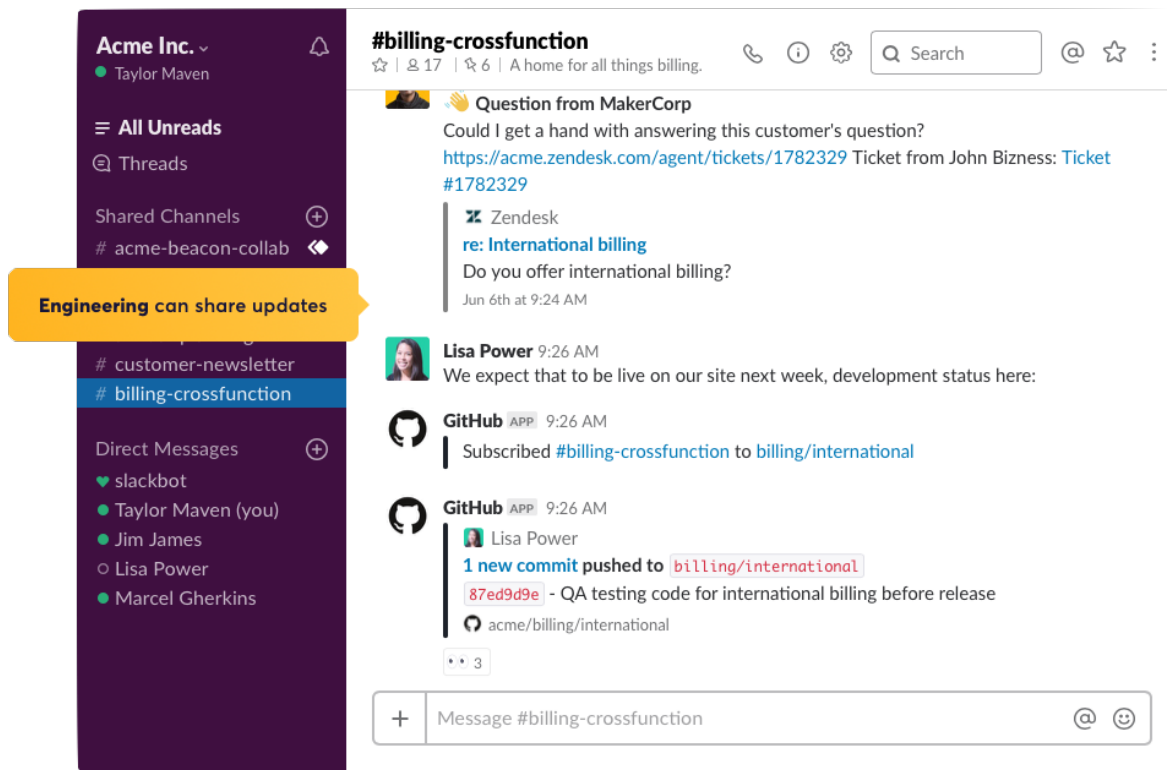 Acme Inc.
Taylor Maven
All Unreads
Threads
Shared Channels
# acme-beacon-collab
Engineering can share updates
# customer-newsletter
# billing-crossfunction
Direct Messages
slackbot
Taylor Maven (you)
Jim James
Lisa Power
Marcel Gherkins
#billing-crossfunction
17 | 6 | A home for all things billing.
Search
👋 Question from MakerCorp
Could I get a hand with answering this customer's question?
https://acme.zendesk.com/agent/tickets/1782329 Ticket from John Bizness: Ticket
#1782329
Zendesk
re: International billing
Do you offer international billing?
Jun 6th at 9:24 AM
Lisa Power 9:26 AM
We expect that to be live on our site next week, development status here:
GitHub APP 9:26 AM
Subscribed #billing-crossfunction to billing/international
GitHub APP 9:26 AM
Lisa Power
1 new commit pushed to billing/international
87ed9d9e - QA testing code for international billing before release
acme/billing/international
👀 3
+ Message #billing-crossfunction